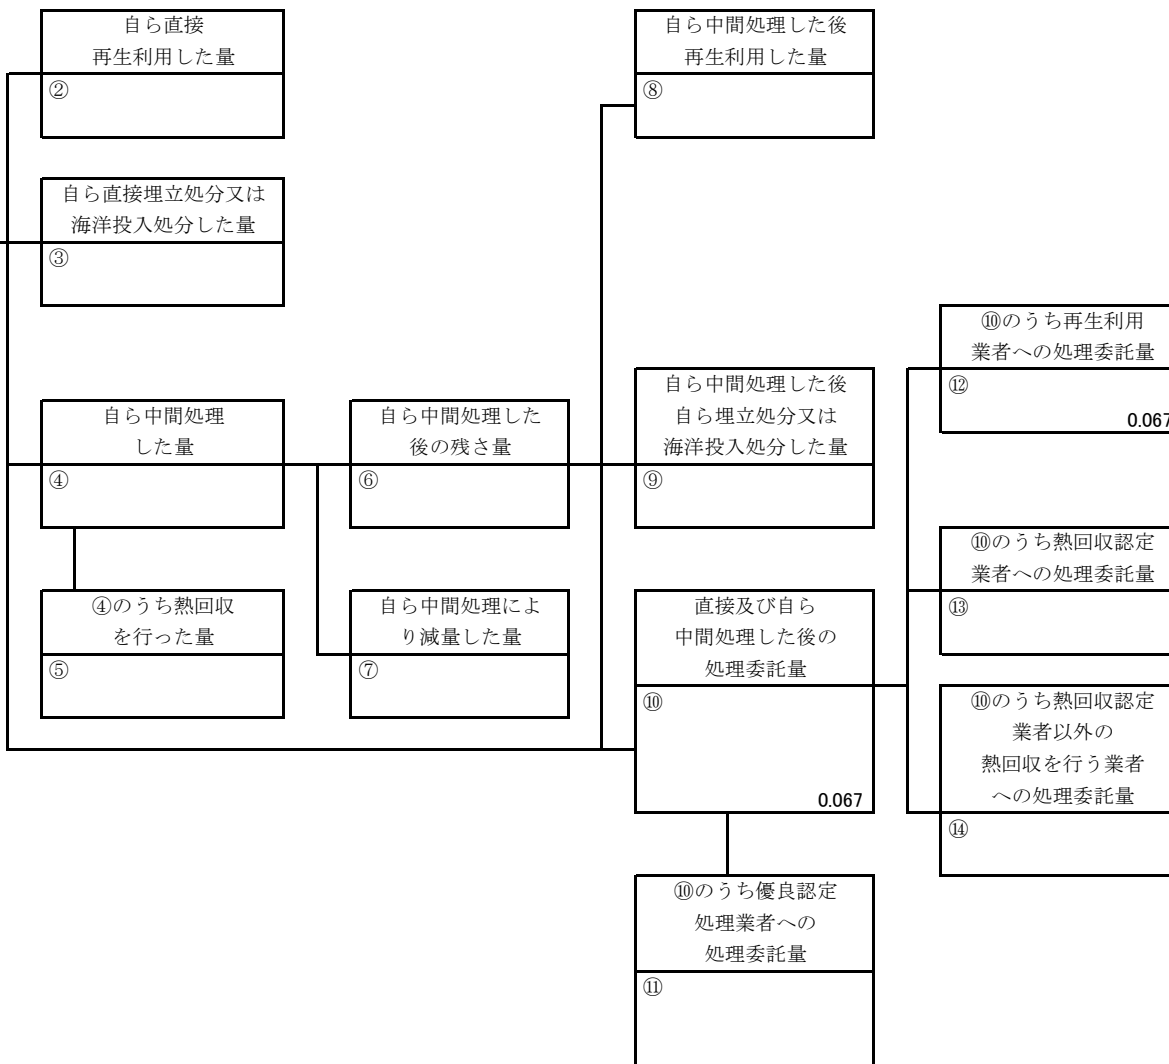 自ら直接
再生利用した量
②
自ら中間処理した後
再生利用した量
⑧
自ら直接埋立処分又は
海洋投入処分した量
③
⑩のうち再生利用
業者への処理委託量
⑫
0.067
自ら中間処理
した量
④
自ら中間処理した
後の残さ量
⑥
自ら中間処理した後
自ら埋立処分又は
海洋投入処分した量
⑨
⑩のうち熱回収認定
業者への処理委託量
⑬
④のうち熱回収
を行った量
⑤
自ら中間処理によ
り減量した量
⑦
直接及び自ら
中間処理した後の
処理委託量
⑩
0.067
⑩のうち熱回収認定
業者以外の
熱回収を行う業者
への処理委託量
⑭
⑩のうち優良認定
処理業者への
処理委託量
⑪